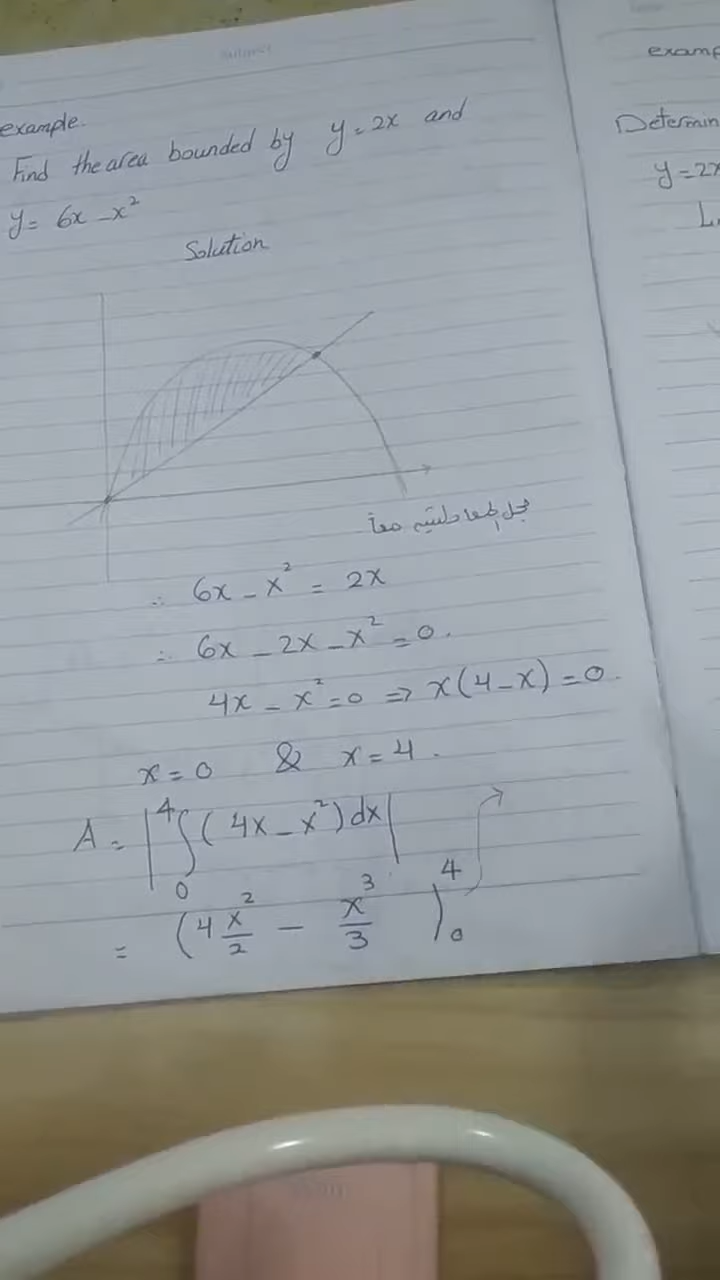 Subject
example.
Find the area bounded by y = 2x and
y = 6x - x²
Solution
معاً
∴ 6x - x² = 2x
∴ 6x - 2x - x² = 0.
4x - x² = 0 ⇒ x(4 - x) = 0.
x = 0 & x = 4.
A = |₀⁴∫(4x - x²)dx|
= (4 x²/2 - x³/3)₀⁴
examp
Determin
y = 2x